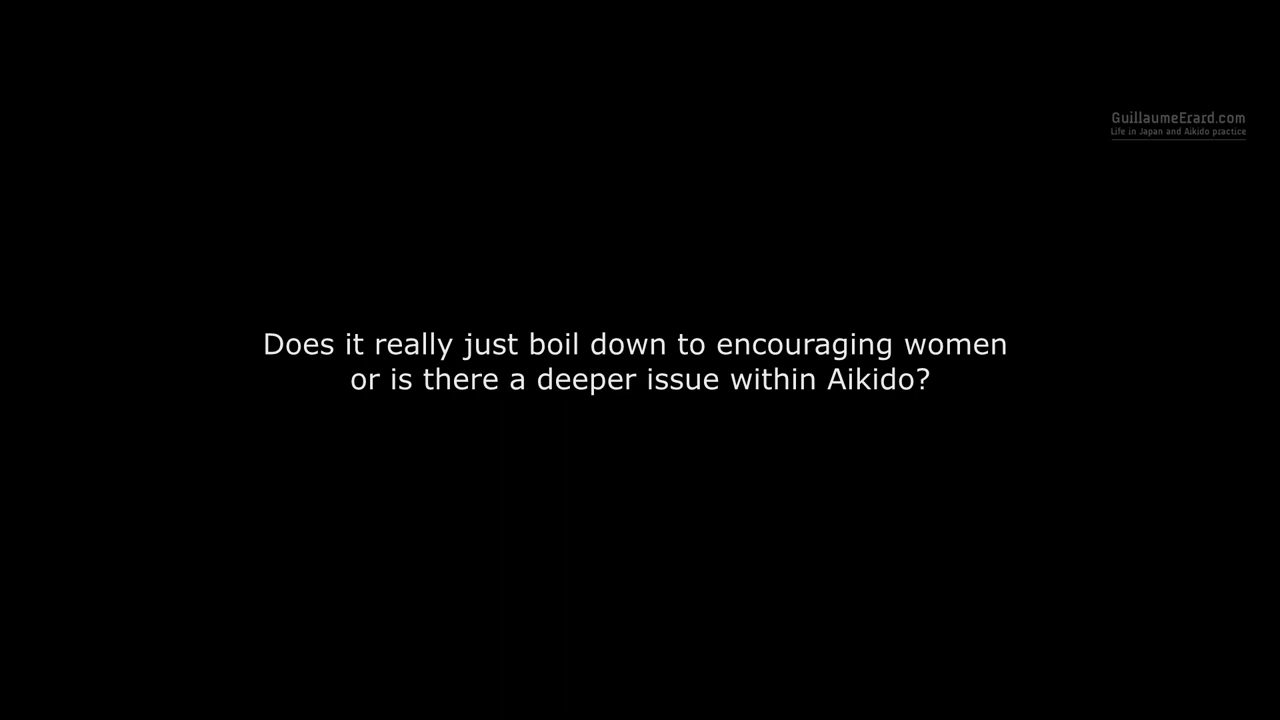 GuillaumeErard.com
Life in Japan and Aikido practice
Does it really just boil down to encouraging women
or is there a deeper issue within Aikido?